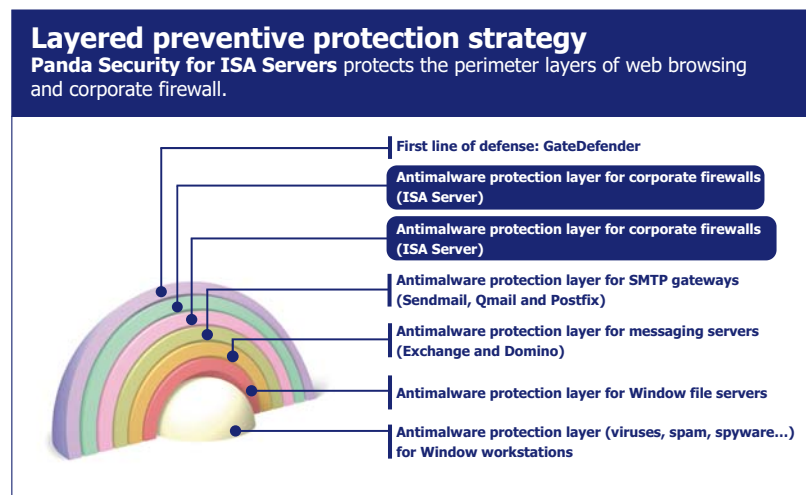 Layered preventive protection strategy
Panda Security for ISA Servers protects the perimeter layers of web browsing
and corporate firewall.
First line of defense: GateDefender
Antimalware protection layer for corporate firewalls
(ISA Server)
Antimalware protection layer for corporate firewalls
(ISA Server)
Antimalware protection layer for SMTP gateways
(Sendmail, Qmail and Postfix)
Antimalware protection layer for messaging servers
(Exchange and Domino)
Antimalware protection layer for Window file servers
Antimalware protection layer (viruses, spam, spyware...)
for Window workstations